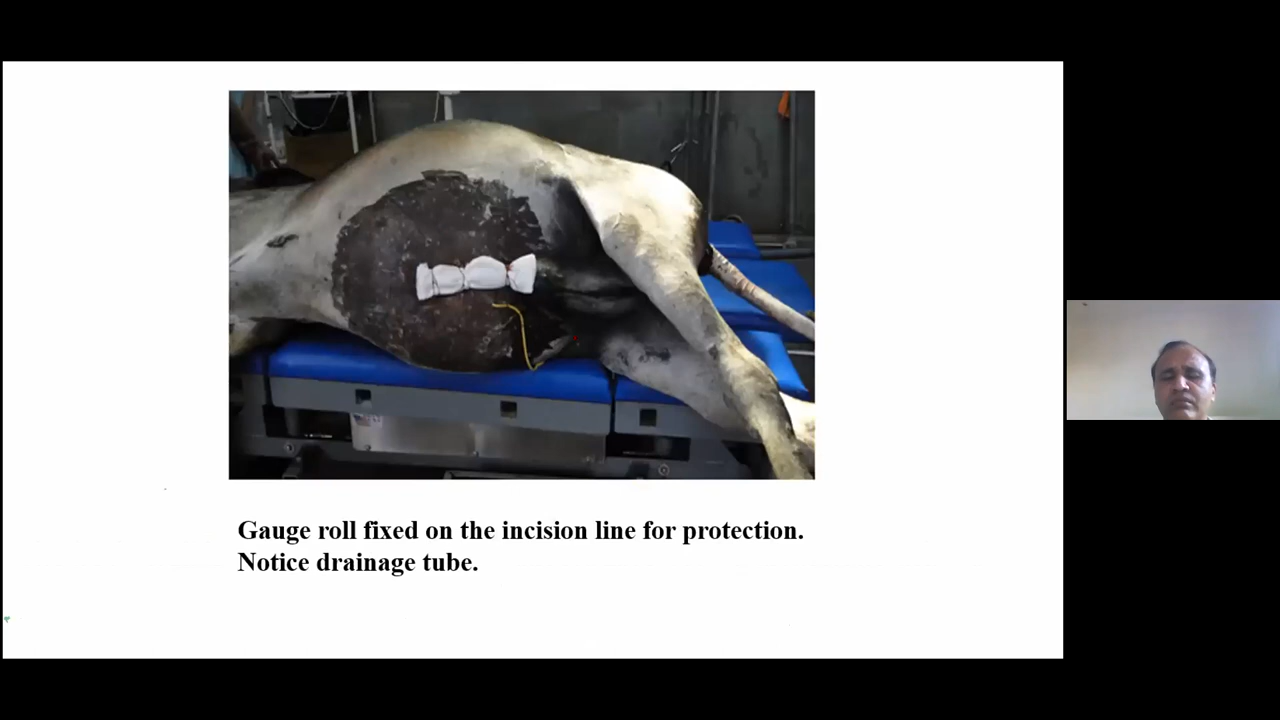 Gauge roll fixed on the incision line for protection.
Notice drainage tube.